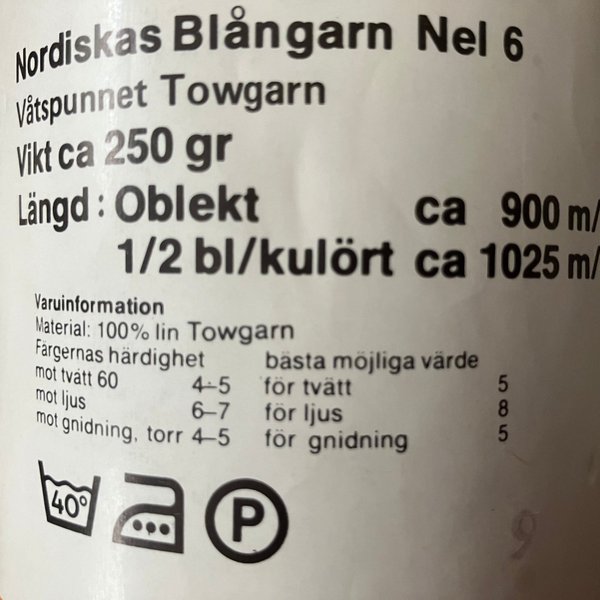 Nordiskas Blångarn Nel 6
Våtspunnet Towgarn
Vikt ca 250 gr
Längd : Oblekt ca 900 m/
1/2 bl/kulört ca 1025 m/
Varuinformation
Material: 100% lin Towgarn
Färgernas härdighet bästa möjliga värde
mot tvätt 60 4–5 för tvätt 5
mot ljus 6–7 för ljus 8
mot gnidning, torr 4–5 för gnidning 5
40° P
9